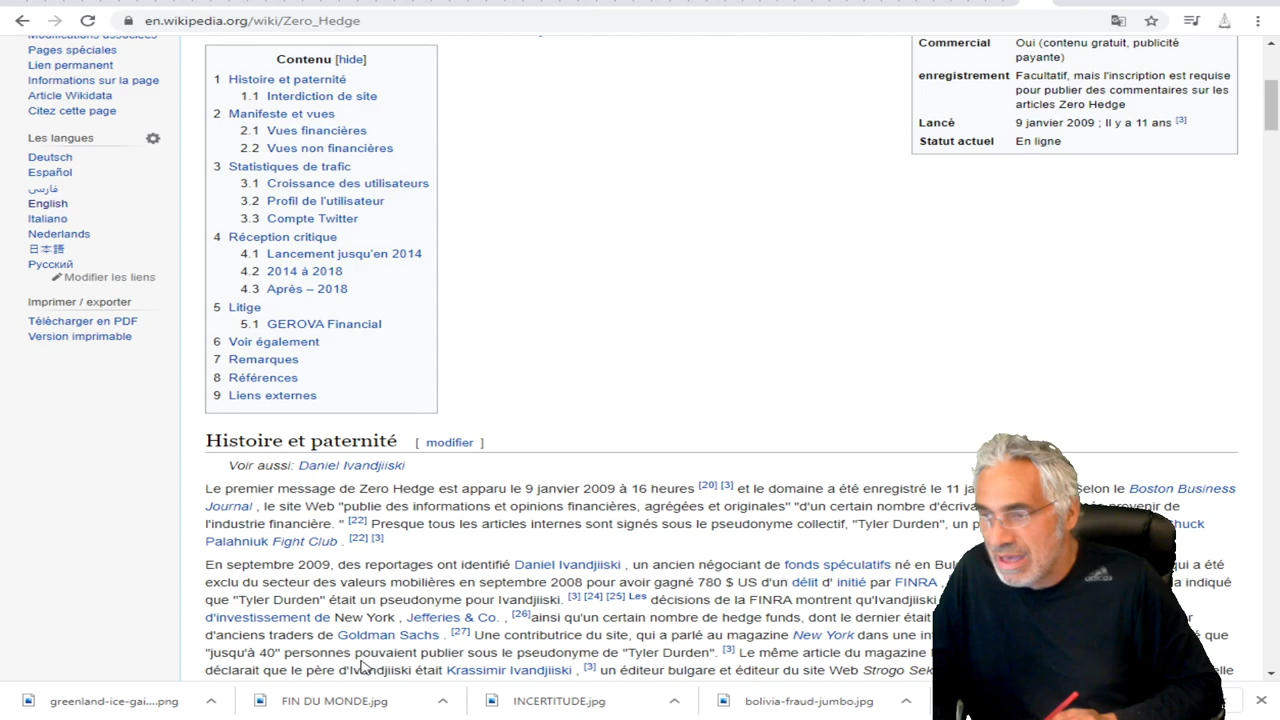 en.wikipedia.org/wiki/Zero_Hedge
Pages spéciales
Lien permanent
Informations sur la page
Article Wikidata
Citez cette page
Les langues
Deutsch
Español
فارسی
English
Italiano
Nederlands
日本語
Русский
Modifier les liens
Imprimer / exporter
Télécharger en PDF
Version imprimable
Contenu [hide]
1 Histoire et paternité
1.1 Interdiction de site
2 Manifeste et vues
2.1 Vues financières
2.2 Vues non financières
3 Statistiques de trafic
3.1 Croissance des utilisateurs
3.2 Profil de l'utilisateur
3.3 Compte Twitter
4 Réception critique
4.1 Lancement jusqu'en 2014
4.2 2014 à 2018
4.3 Après – 2018
5 Litige
5.1 GEROVA Financial
6 Voir également
7 Remarques
8 Références
9 Liens externes
Commercial Oui (contenu gratuit, publicité
payante)
enregistrement Facultatif, mais l'inscription est requise
pour publier des commentaires sur les
articles Zero Hedge
Lancé 9 janvier 2009 ; Il y a 11 ans [3]
Statut actuel En ligne
Histoire et paternité [ modifier ]
Voir aussi: Daniel Ivandjiiski
Le premier message de Zero Hedge est apparu le 9 janvier 2009 à 16 heures [20] [3] et le domaine a été enregistré le 11 Selon le Boston Business
Journal , le site Web "publie des informations et opinions financières, agrégées et originales" "d'un certain nombre provenir de
l'industrie financière. " [22] Presque tous les articles internes sont signés sous le pseudonyme collectif, "Tyler Durden", un
Palahniuk Fight Club . [22] [3]
En septembre 2009, des reportages ont identifié Daniel Ivandjiiski , un ancien négociant de fonds spéculatifs né en qui a été
exclu du secteur des valeurs mobilières en septembre 2008 pour avoir gagné 780 $ US d'un délit d' initié par FINRA , a indiqué
que "Tyler Durden" était un pseudonyme pour Ivandjiiski. [3] [24] [25] Les décisions de la FINRA montrent
d'investissement de New York , Jefferies & Co. , [26]ainsi qu'un certain nombre de hedge funds, dont le dernier était
d'anciens traders de Goldman Sachs . [27] Une contributrice du site, qui a parlé au magazine New York dans une que
"jusqu'à 40" personnes pouvaient publier sous le pseudonyme de "Tyler Durden". [3] Le même article du magazine
déclarait que le père d'Ivandjiiski était Krassimir Ivandjiiski , [3] un éditeur bulgare et éditeur du site Web Strogo
greenland-ice-gai....png
FIN DU MONDE.jpg
INCERTITUDE.jpg
bolivia-fraud-jumbo.jpg